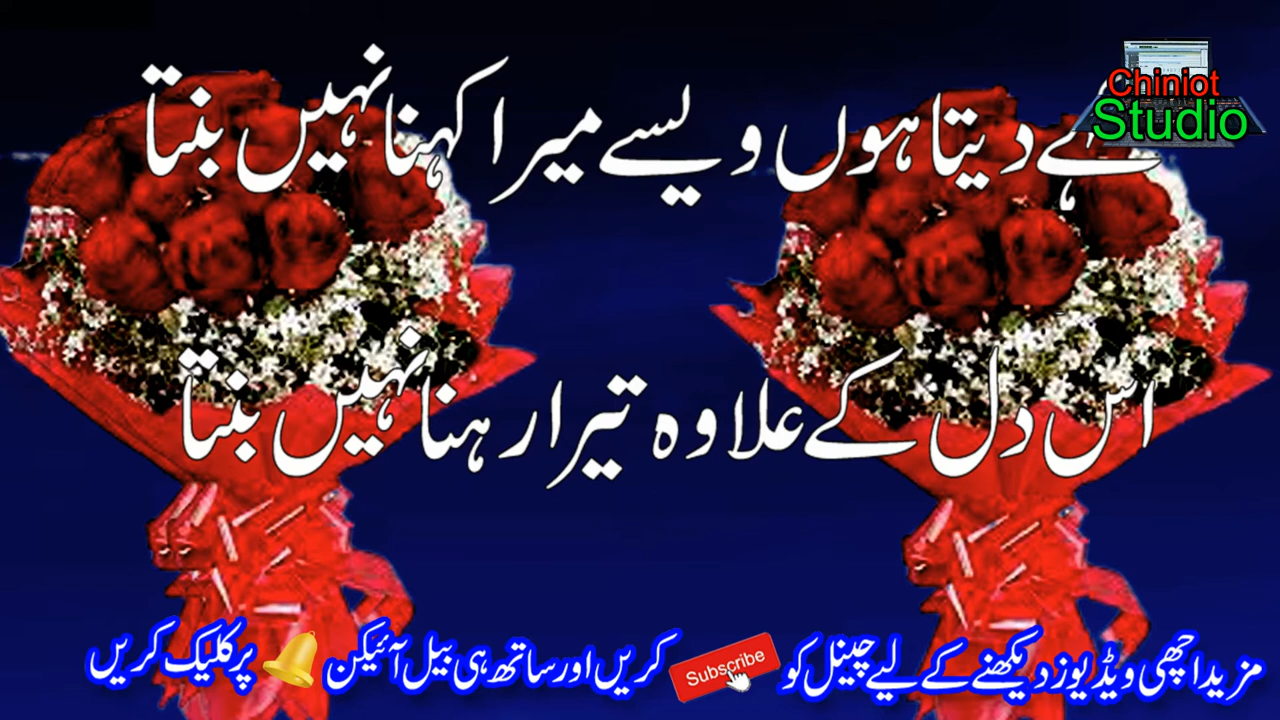 Chiniot
Studio
دیتا ہوں ویسے میرا کہنا نہیں بنتا
اس دل کے علاوہ تیرا رہنا نہیں بنتا
مزید اچھی ویڈیوز دیکھنے کے لیے چینل کو Subscribe کریں اور ساتھ ہی بیل آئیکن پر کلیک کریں